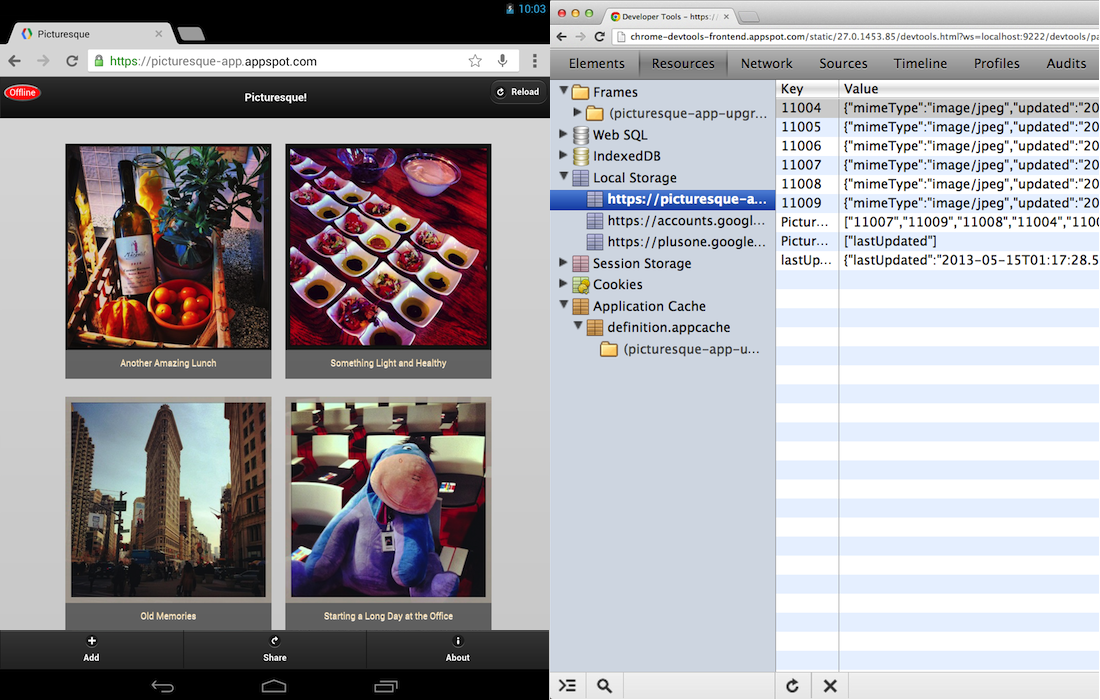 10:03
Picturesque
https://picturesque-app.appspot.com
Offline
Picturesque!
Reload
Another Amazing Lunch
Something Light and Healthy
Old Memories
Starting a Long Day at the Office
Add
Share
About
Developer Tools - https://
chrome-devtools-frontend.appspot.com/static/27.0.1453.85/devtools.html?ws=localhost:9222/devtools/pa
Elements
Resources
Network
Sources
Timeline
Profiles
Audits
Frames
(picturesque-app-upgr...
Web SQL
IndexedDB
Local Storage
https://picturesque-a...
https://accounts.googl...
https://plusone.google...
Session Storage
Cookies
Application Cache
definition.appcache
(picturesque-app-u...
Key Value
11004 {"mimeType":"image/jpeg","updated":"20
11005 {"mimeType":"image/jpeg","updated":"20
11006 {"mimeType":"image/jpeg","updated":"20
11007 {"mimeType":"image/jpeg","updated":"20
11008 {"mimeType":"image/jpeg","updated":"20
11009 {"mimeType":"image/jpeg","updated":"20
Pictur... ["11007","11009","11008","11004","1100
Pictur... ["lastUpdated"]
lastUp... {"lastUpdated":"2013-05-15T01:17:28.5